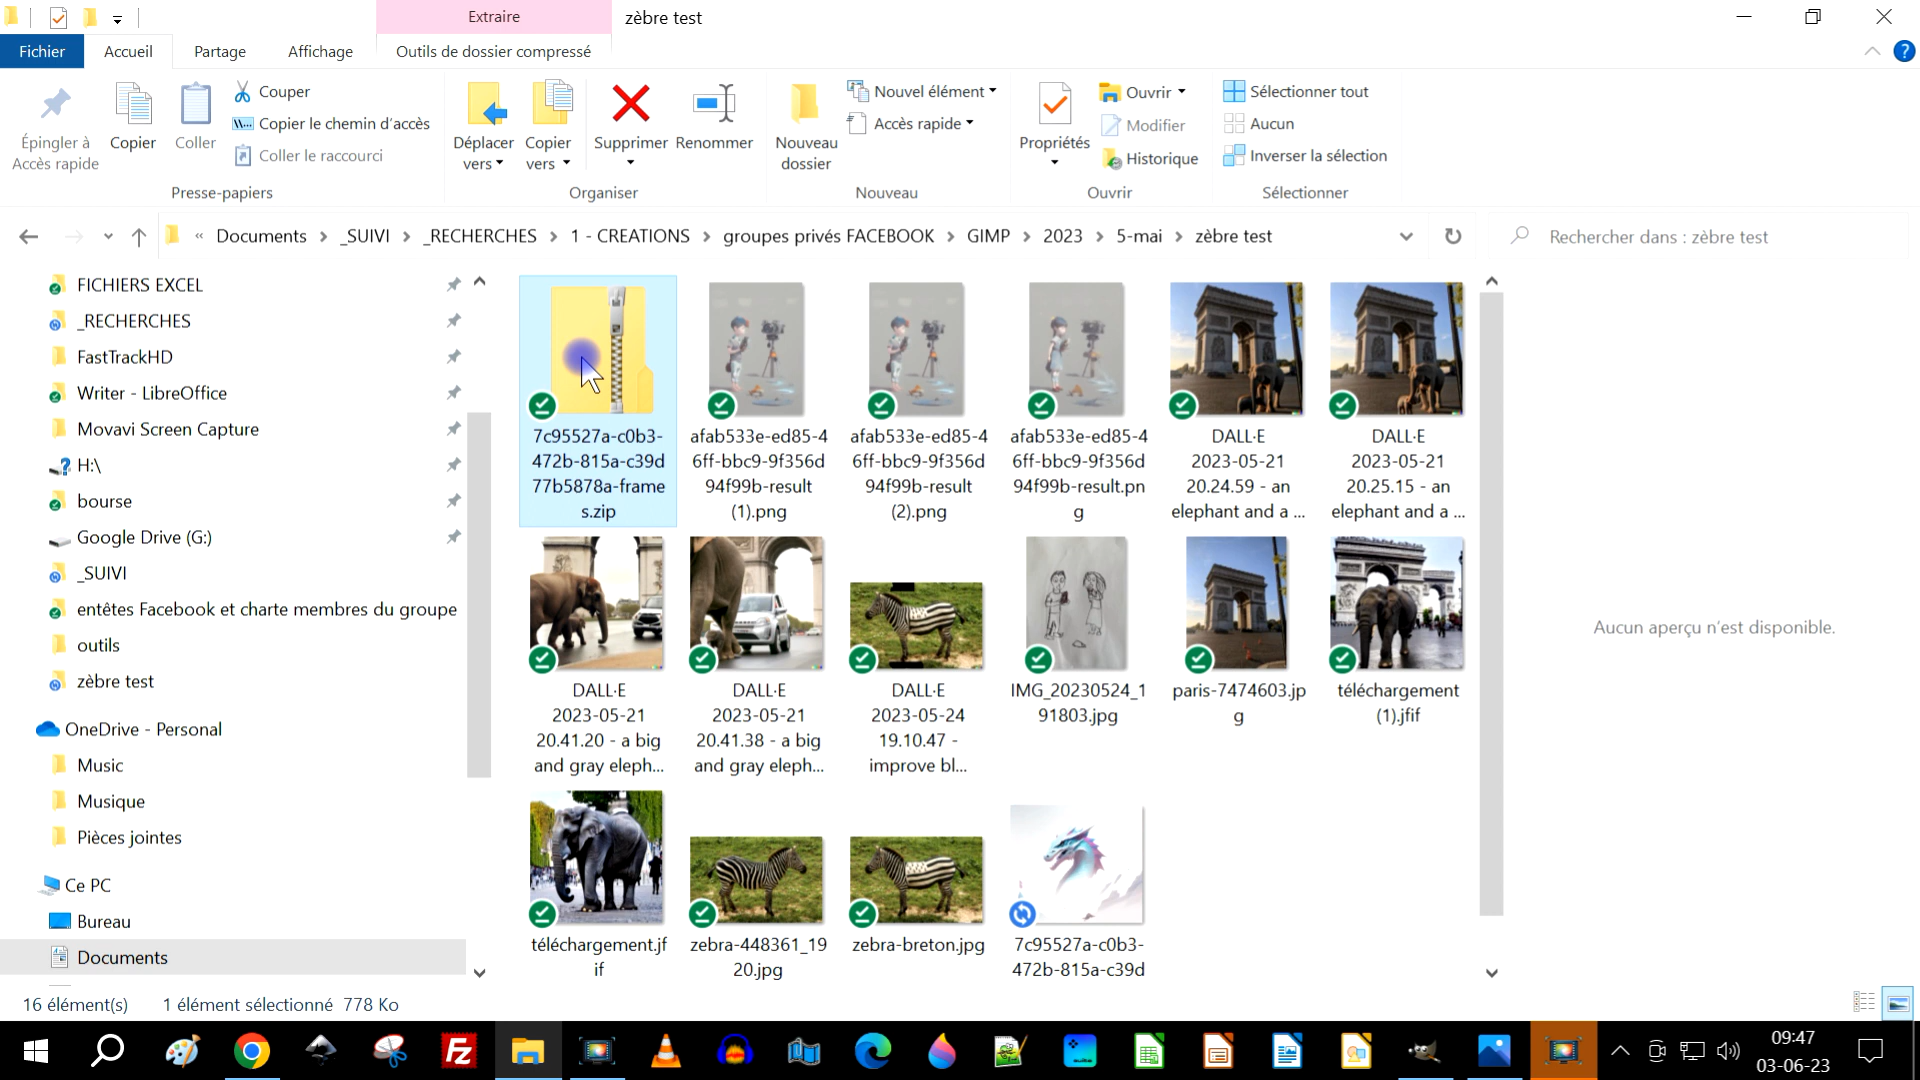 Extraire
zèbre test
Fichier
Accueil
Partage
Affichage
Outils de dossier compressé
Épingler à
Accès rapide
Copier
Coller
Couper
Copier le chemin d'accès
Coller le raccourci
Presse-papiers
Déplacer
vers
Copier
vers
Supprimer
Renommer
Organiser
Nouveau
dossier
Nouvel élément
Accès rapide
Nouveau
Propriétés
Ouvrir
Modifier
Historique
Ouvrir
Sélectionner tout
Aucun
Inverser la sélection
Sélectionner
« Documents > _SUIVI > _RECHERCHES > 1 - CREATIONS > groupes privés FACEBOOK > GIMP > 2023 > 5-mai > zèbre test
Rechercher dans : zèbre test
FICHIERS EXCEL
_RECHERCHES
FastTrackHD
Writer - LibreOffice
Movavi Screen Capture
H:\
bourse
Google Drive (G:)
_SUIVI
entêtes Facebook et charte membres du groupe
outils
zèbre test
OneDrive - Personal
Music
Musique
Pièces jointes
Ce PC
Bureau
Documents
7c95527a-c0b3-
472b-815a-c39d
77b5878a-frame
s.zip
afab533e-ed85-4
6ff-bbc9-9f356d
94f99b-result
(1).png
afab533e-ed85-4
6ff-bbc9-9f356d
94f99b-result
(2).png
afab533e-ed85-4
6ff-bbc9-9f356d
94f99b-result.pn
g
DALL·E
2023-05-21
20.24.59 - an
elephant and a ...
DALL·E
2023-05-21
20.25.15 - an
elephant and a ...
DALL·E
2023-05-21
20.41.20 - a big
and gray eleph...
DALL·E
2023-05-21
20.41.38 - a big
and gray eleph...
DALL·E
2023-05-24
19.10.47 -
improve bl...
IMG_20230524_1
91803.jpg
paris-7474603.jp
g
téléchargement
(1).jfif
téléchargement.jf
if
zebra-448361_19
20.jpg
zebra-breton.jpg
7c95527a-c0b3-
472b-815a-c39d
Aucun aperçu n'est disponible.
16 élément(s)
1 élément sélectionné 778 Ko
Fz
09:47
03-06-23